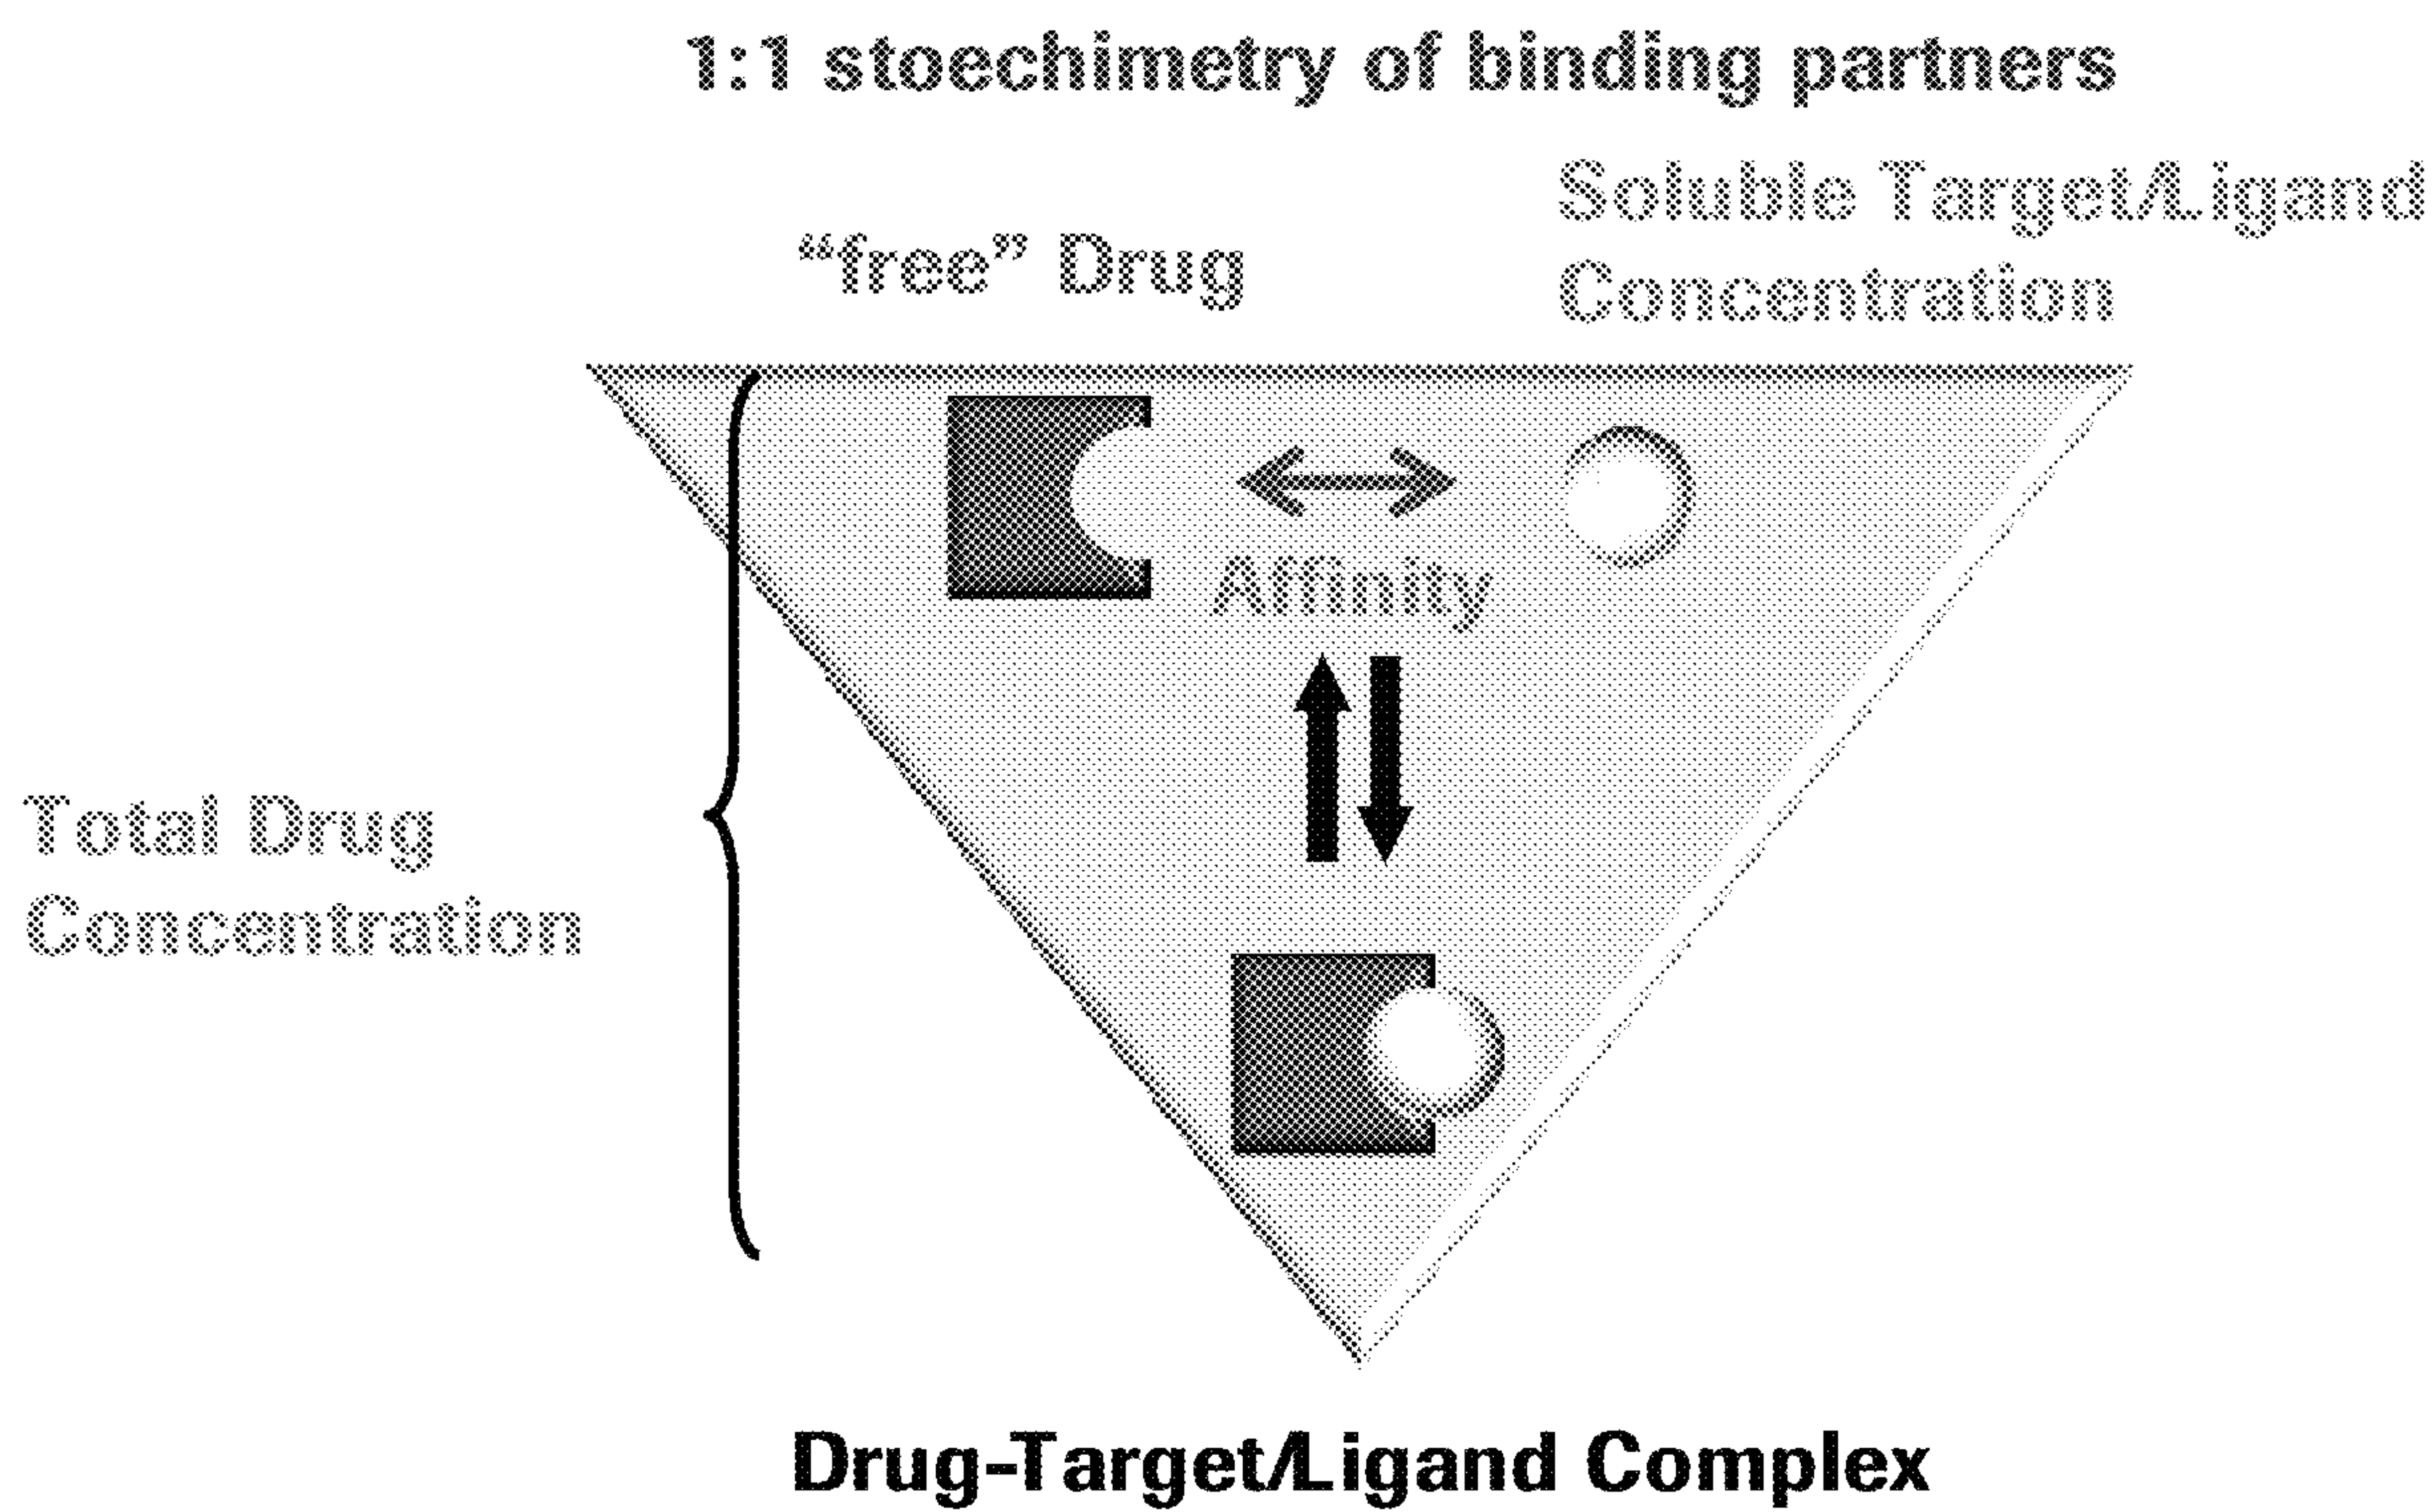 1:1 stoechimetry of binding partners
Soluble Target/Ligand
Concentration
“free” Drug
Affinity
Total Drug
Concentration
Drug-Target/Ligand Complex